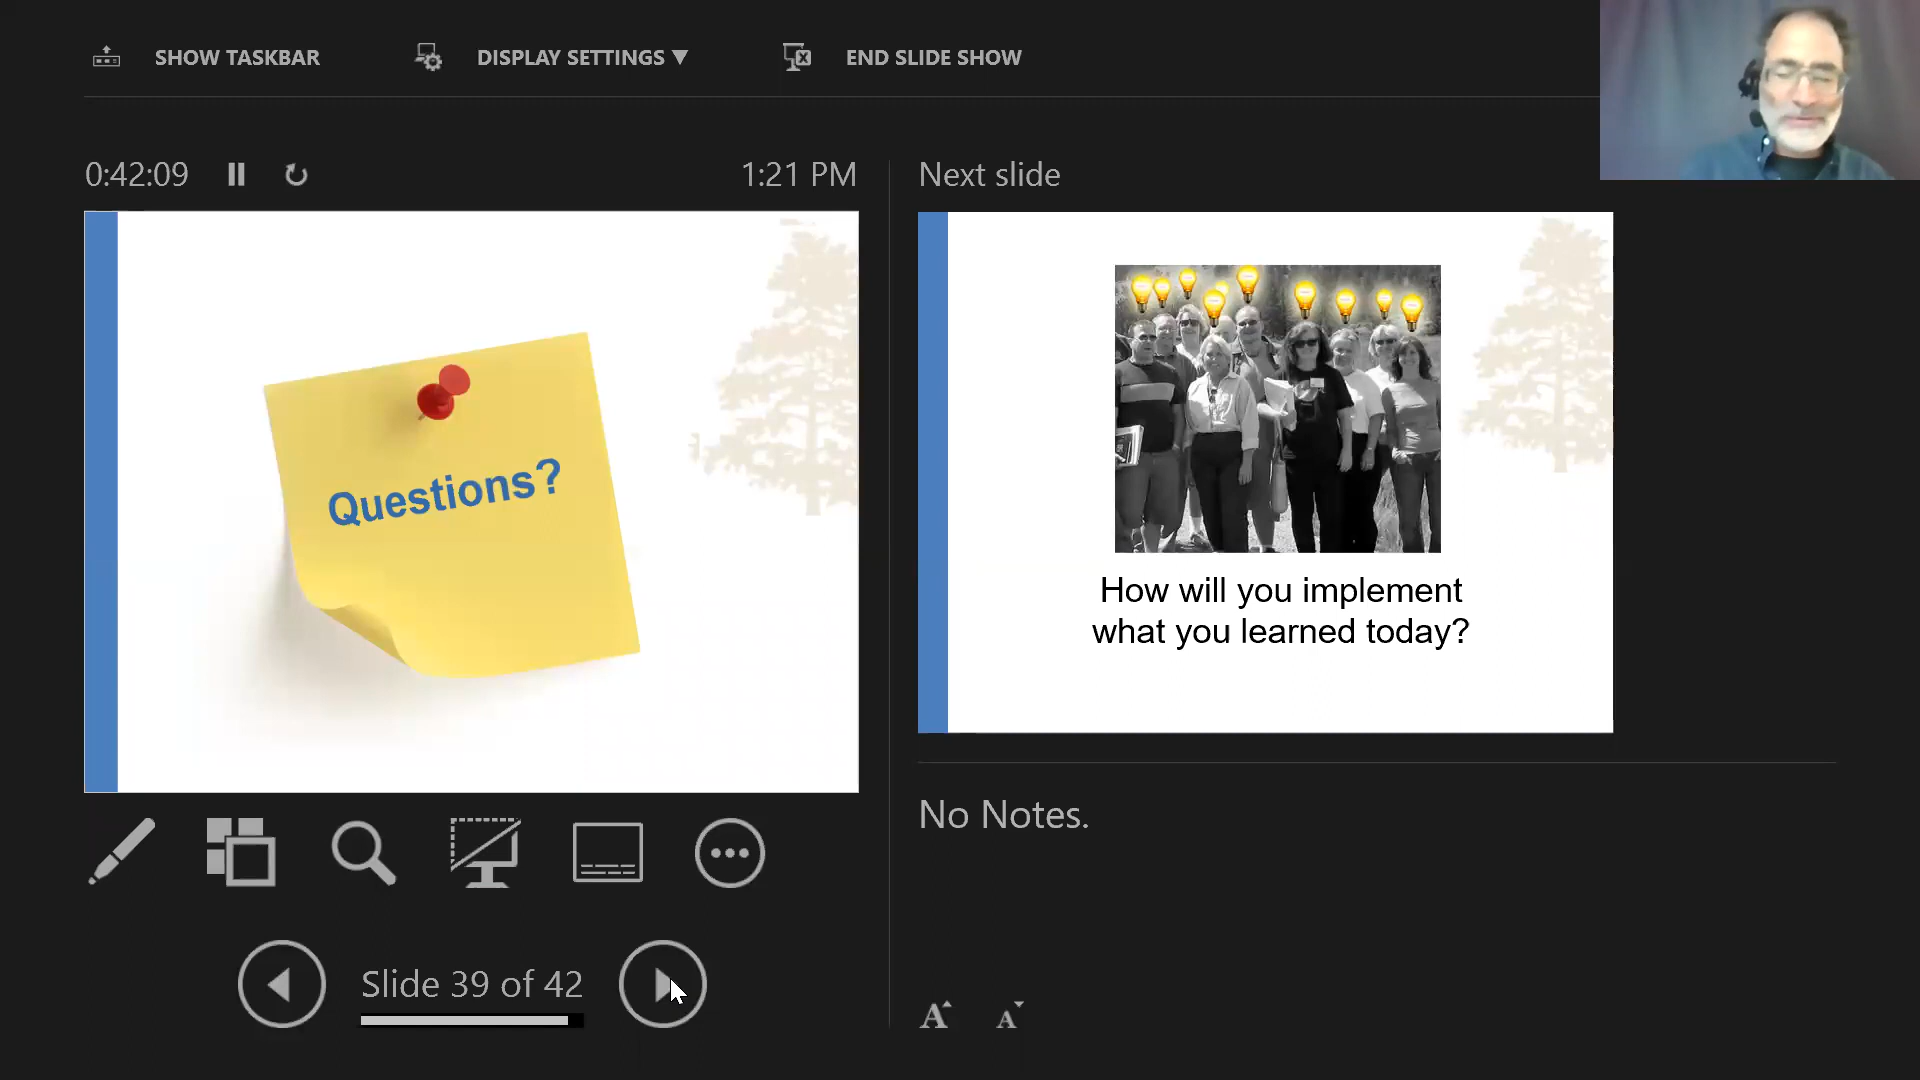 SHOW TASKBAR
DISPLAY SETTINGS ▼
END SLIDE SHOW
0:42:09
1:21 PM
Next slide
Questions?
How will you implement
what you learned today?
No Notes.
Slide 39 of 42
A A